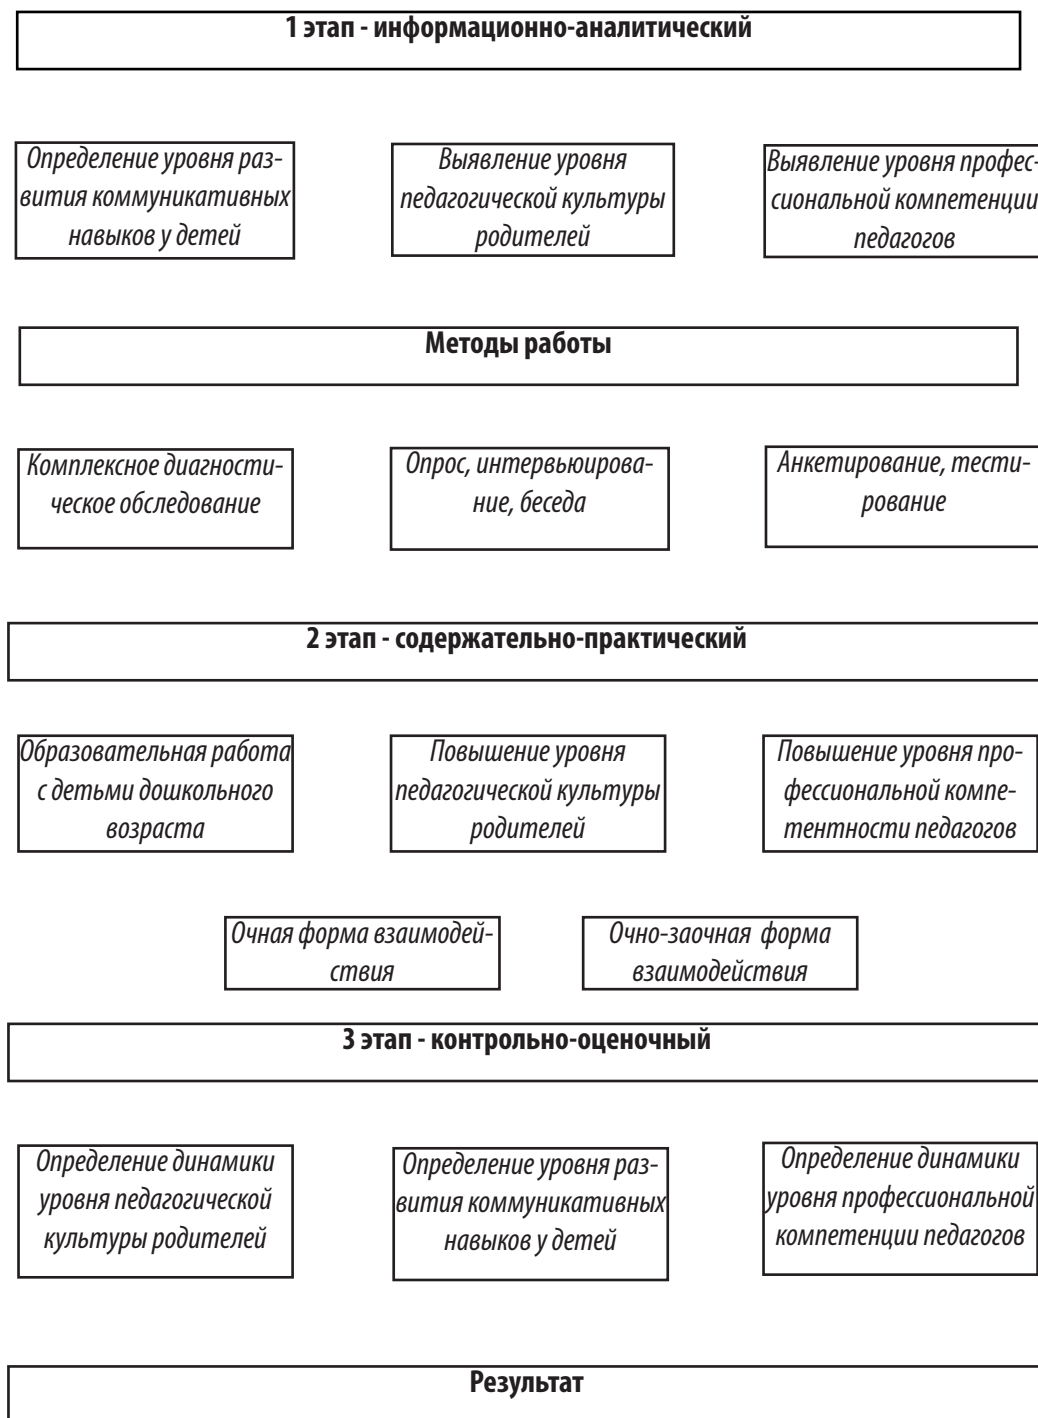 1 этап - информационно-аналитический
Определение уровня раз-
вития коммуникативных
навыков у детей
Выявление уровня
педагогической культуры
родителей
Выявление уровня профес-
сиональной компетенции
педагогов
Методы работы
Комплексное диагности-
ческое обследование
Опрос, интервьюирова-
ние, беседа
Анкетирование, тести-
рование
2 этап - содержательно-практический
Образовательная работа
с детьми дошкольного
возраста
Повышение уровня
педагогической культуры
родителей
Повышение уровня про-
фессиональной компе-
тентности педагогов
Очная форма взаимодей-
ствия
Очно-заочная форма
взаимодействия
3 этап - контрольно-оценочный
Определение динамики
уровня педагогической
культуры родителей
Определение уровня раз-
вития коммуникативных
навыков у детей
Определение динамики
уровня профессиональной
компетенции педагогов
Результат